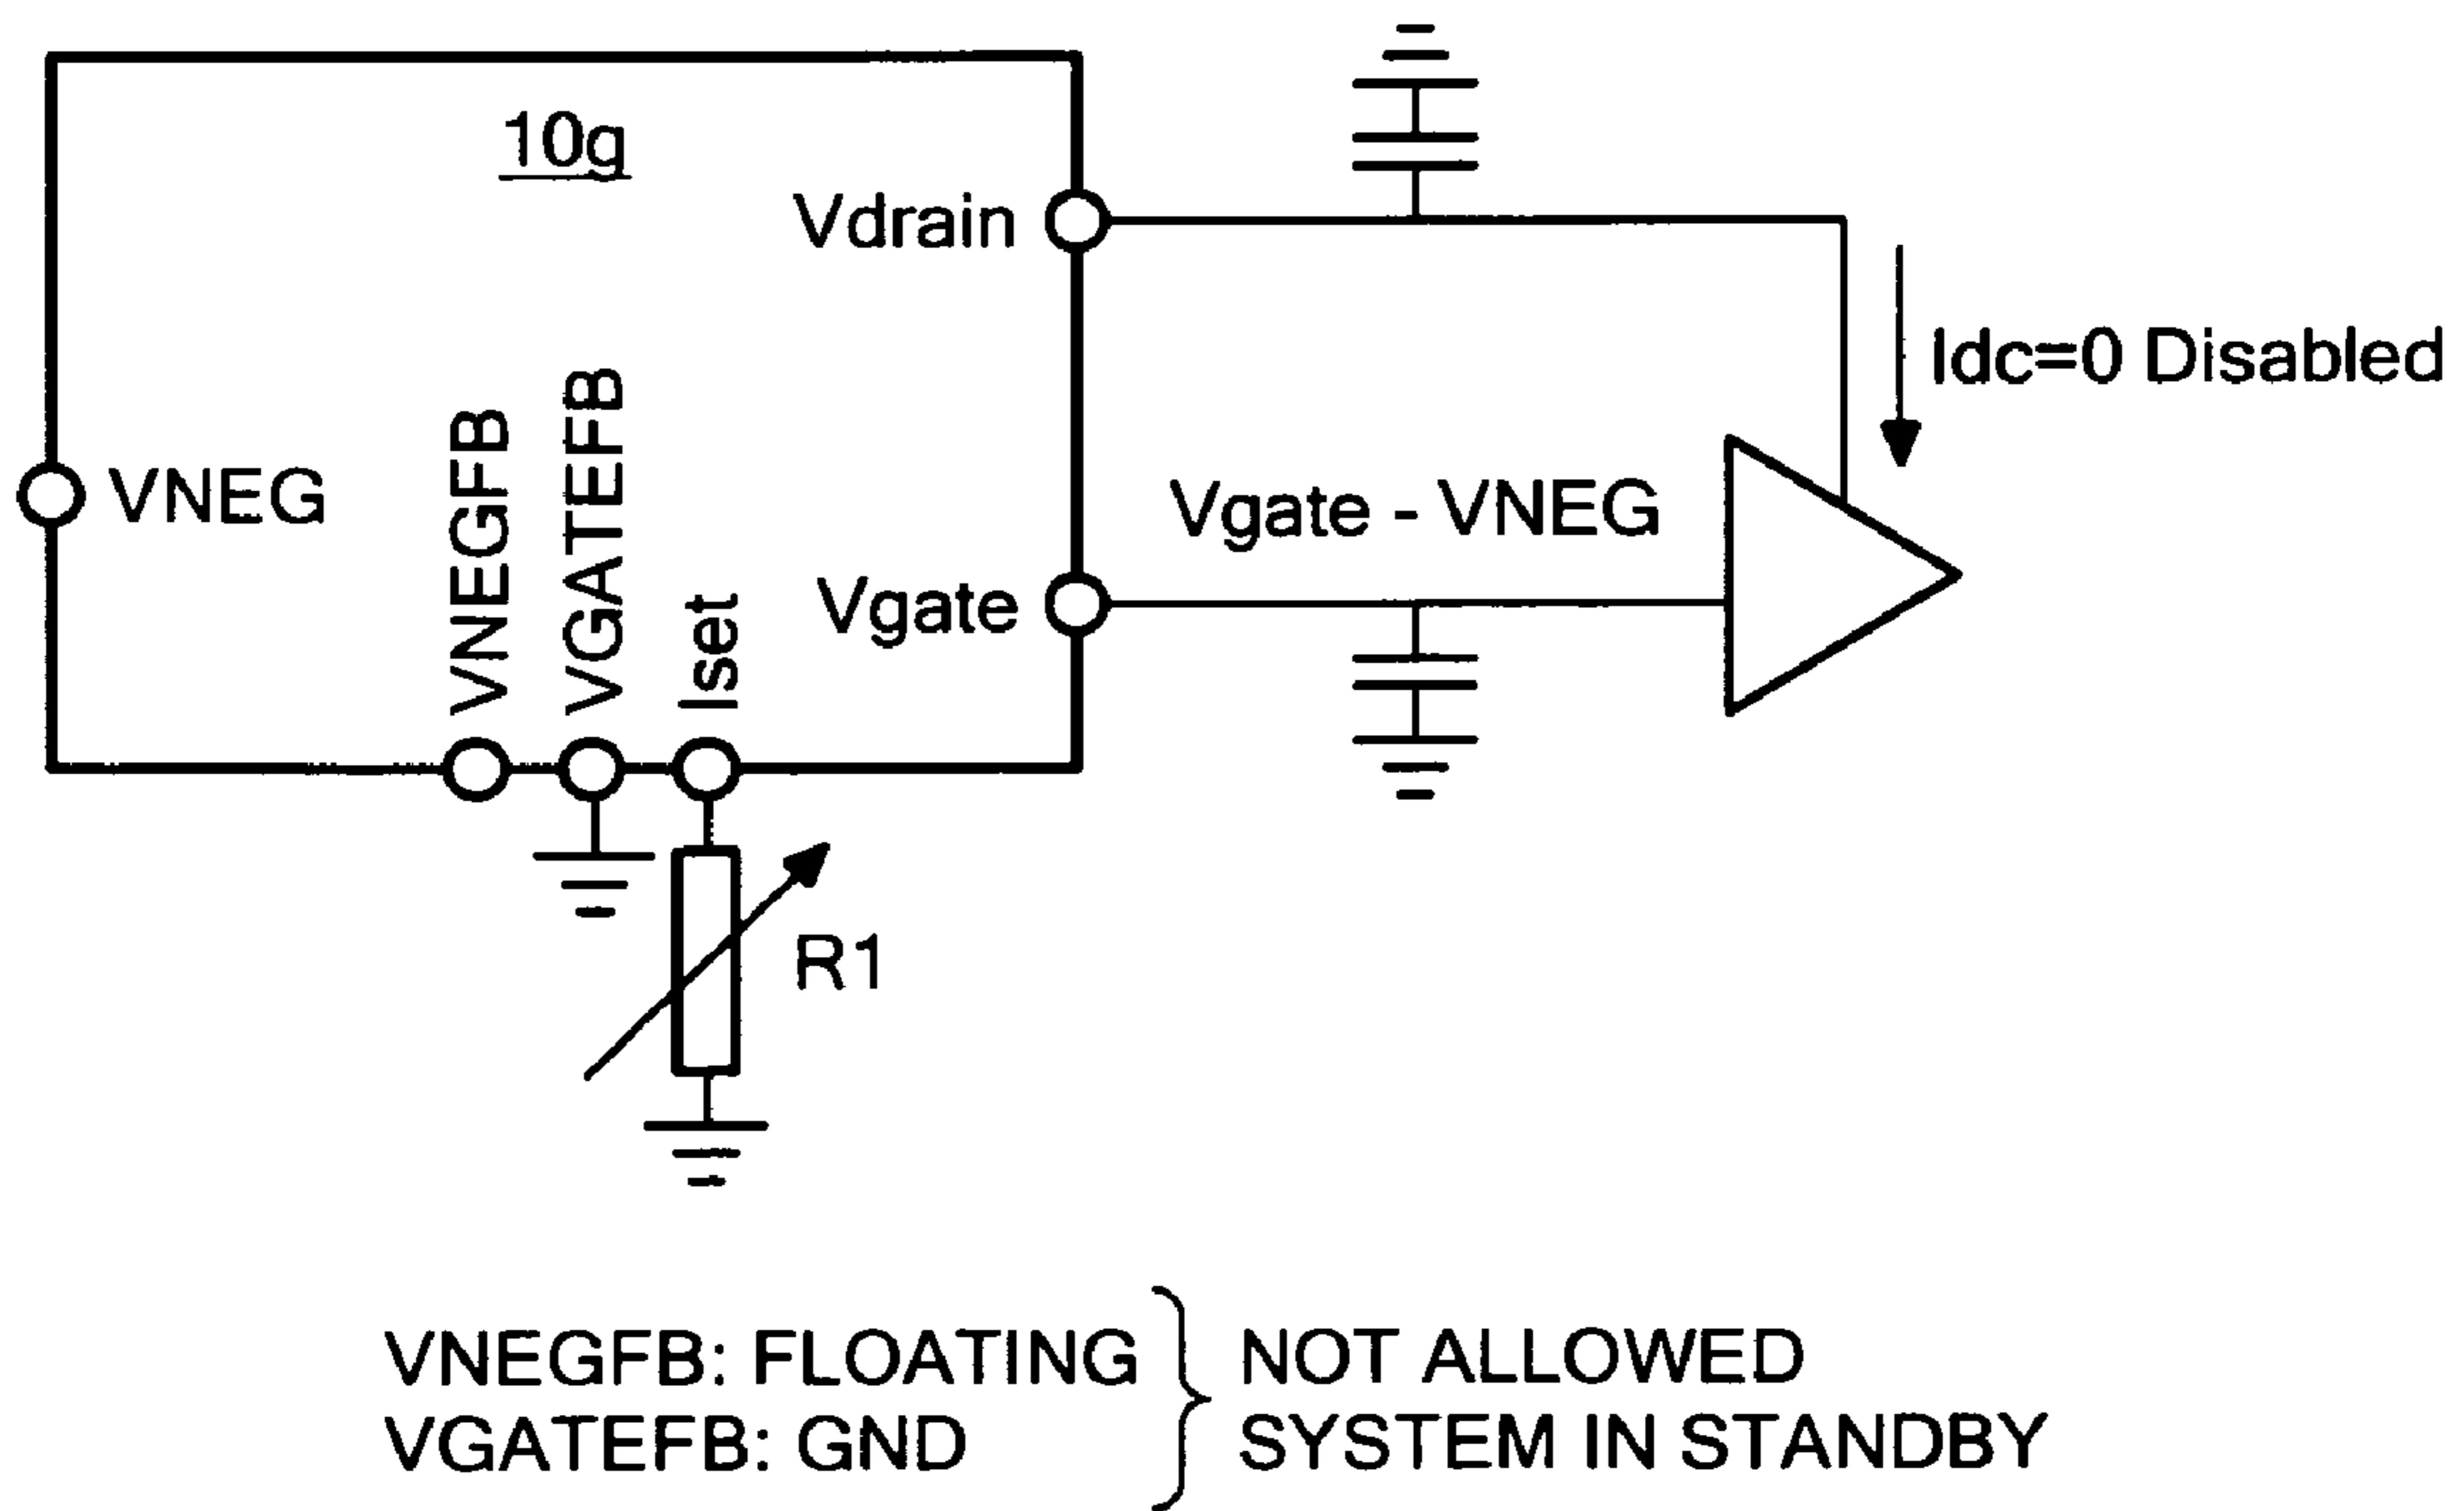 10g
Vdrain
Idc=0 Disabled
VNEG
VNEGFB
VGATEFB
Iset
Vgate - VNEG
Vgate
R1
VNEGFB: FLOATING
VGATEFB: GND
NOT ALLOWED
SYSTEM IN STANDBY